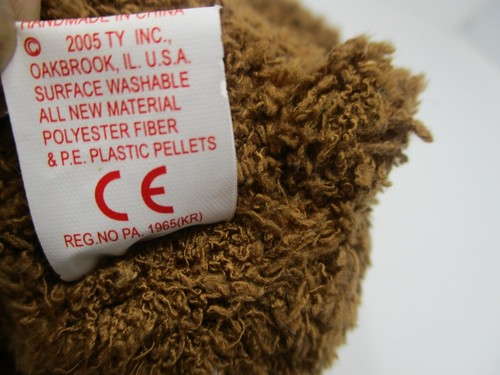 HANDMADE IN CHINA
© 2005 TY INC.,
OAKBROOK, IL. U.S.A.
SURFACE WASHABLE
ALL NEW MATERIAL
POLYESTER FIBER
& P.E. PLASTIC PELLETS
CE
REG.NO PA. 1965(KR)